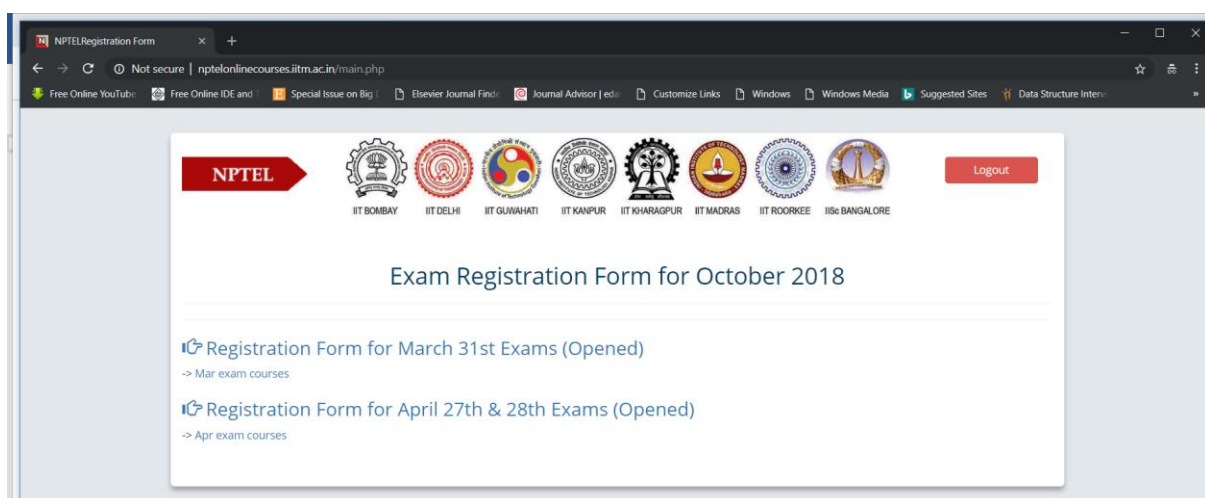 NPTELRegistration Form
Not secure | nptelonlinecourses.iitm.ac.in/main.php
Free Online YouTube Free Online IDE and Special Issue on Big Elsevier Journal Finde Journal Advisor | eda Customize Links Windows Windows Media Suggested Sites Data Structure Intervi »
NPTEL
Logout
IIT BOMBAY IIT DELHI IIT GUWAHATI IIT KANPUR IIT KHARAGPUR IIT MADRAS IIT ROORKEE IISc BANGALORE
Exam Registration Form for October 2018
Registration Form for March 31st Exams (Opened)
-> Mar exam courses
Registration Form for April 27th & 28th Exams (Opened)
-> Apr exam courses